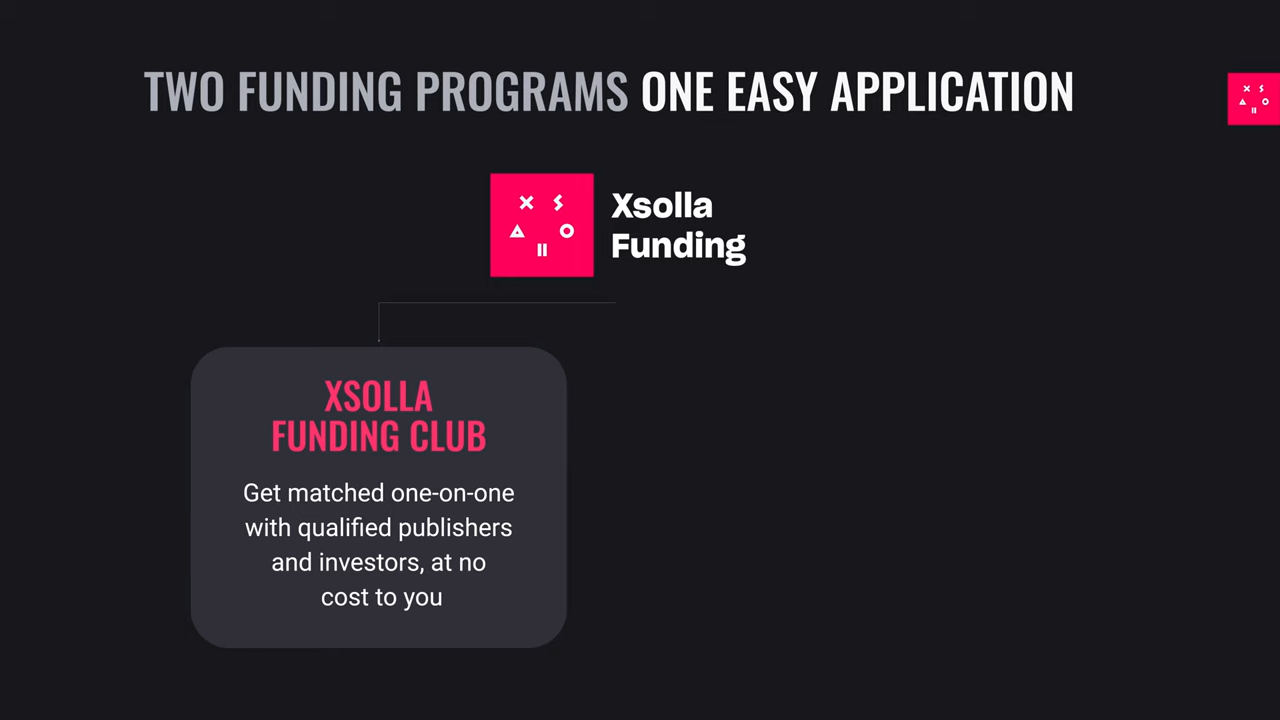 TWO FUNDING PROGRAMS ONE EASY APPLICATION
Xsolla
Funding
XSOLLA
FUNDING CLUB
Get matched one-on-one
with qualified publishers
and investors, at no
cost to you